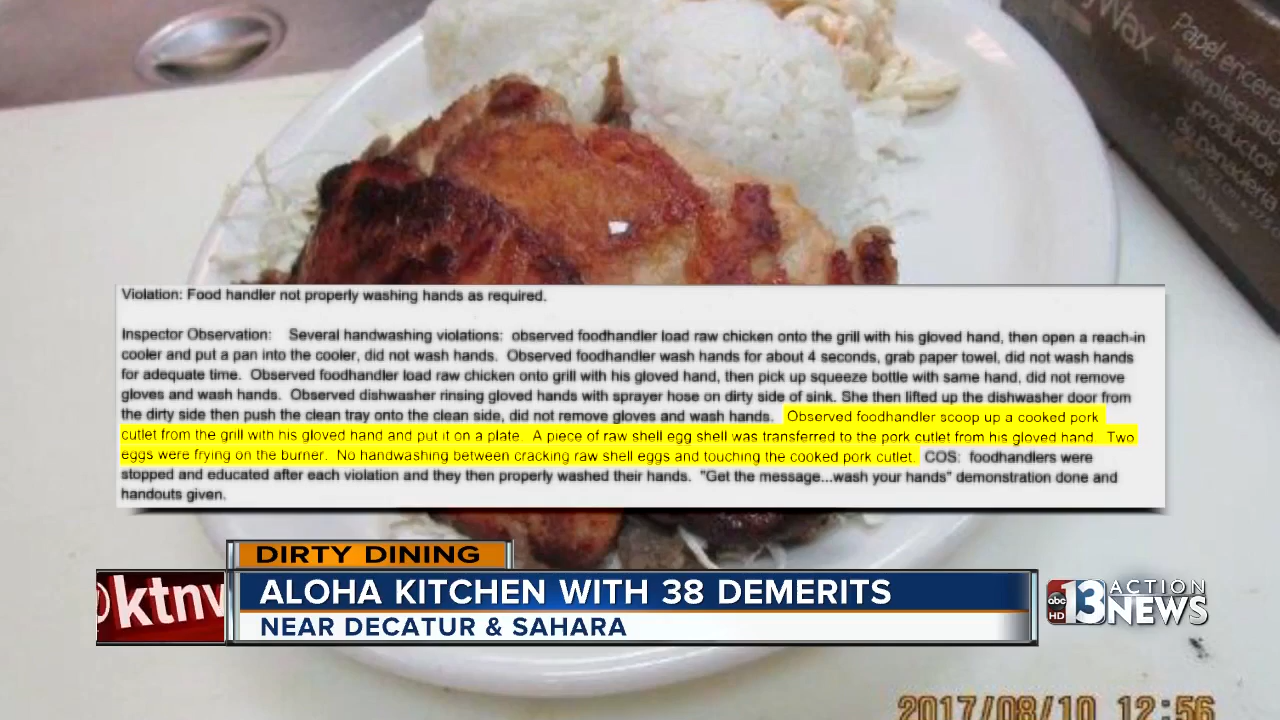 yWax
Papel encera
interplegado
productos
de panadería
Violation: Food handler not properly washing hands as required.
Inspector Observation: Several handwashing violations: observed foodhandler load raw chicken onto the grill with his gloved hand, then open a reach-in
cooler and put a pan into the cooler, did not wash hands. Observed foodhandler wash hands for about 4 seconds, grab paper towel, did not wash hands
for adequate time. Observed foodhandler load raw chicken onto grill with his gloved hand, then pick up squeeze bottle with same hand, did not remove
gloves and wash hands. Observed dishwasher rinsing gloved hands with sprayer hose on dirty side of sink. She then lifted up the dishwasher door from
the dirty side then push the clean tray onto the clean side, did not remove gloves and wash hands. Observed foodhandler scoop up a cooked pork
cutlet from the grill with his gloved hand and put it on a plate. A piece of raw shell egg shell was transferred to the pork cutlet from his gloved hand. Two
eggs were frying on the burner. No handwashing between cracking raw shell eggs and touching the cooked pork cutlet. COS: foodhandlers were
stopped and educated after each violation and they then properly washed their hands. "Get the message...wash your hands" demonstration done and
handouts given.
DIRTY DINING
ALOHA KITCHEN WITH 38 DEMERITS
NEAR DECATUR & SAHARA
@ktnv
abc HD 13 ACTION NEWS
2017/08/10 12:56